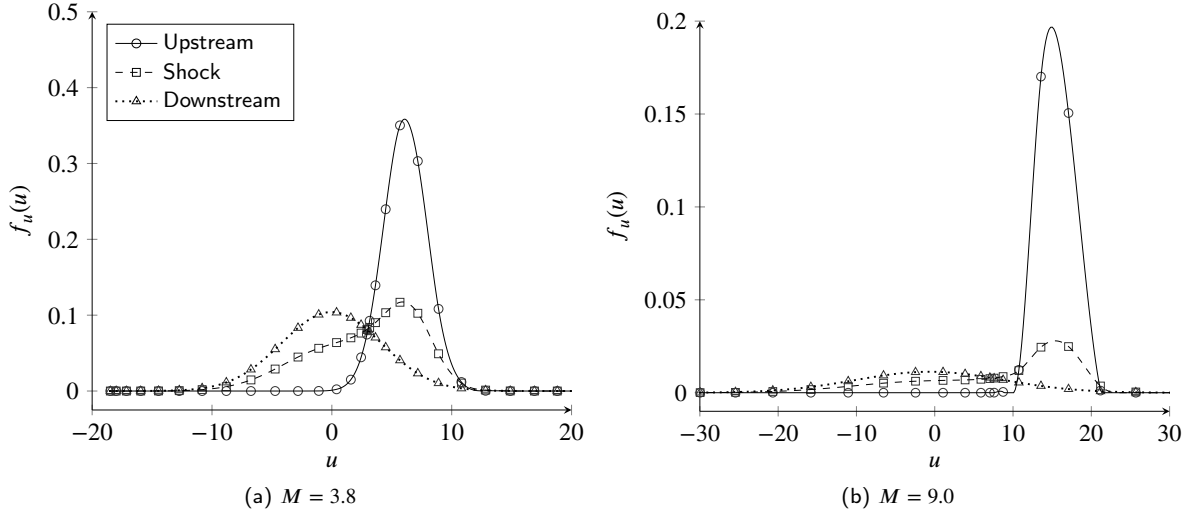 0.5
0.4
0.3
0.2
0.1
0
f_u(u)
Upstream
Shock
Downstream
−20 −10 0 10 20
u
(a) M = 3.8
0.2
0.15
0.1
0.05
0
f_u(u)
−30 −20 −10 0 10 20 30
u
(b) M = 9.0